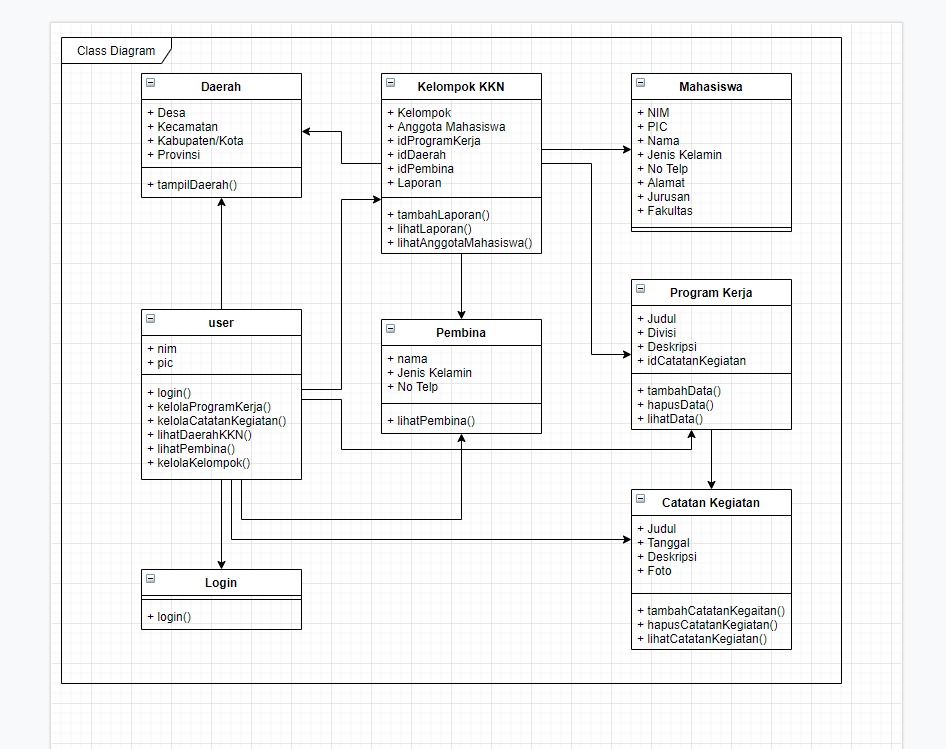 Class Diagram
Daerah
+ Desa
+ Kecamatan
+ Kabupaten/Kota
+ Provinsi
+ tampilDaerah()
Kelompok KKN
+ Kelompok
+ Anggota Mahasiswa
+ idProgramKerja
+ idDaerah
+ idPembina
+ Laporan
+ tambahLaporan()
+ lihatLaporan()
+ lihatAnggotaMahasiswa()
Mahasiswa
+ NIM
+ PIC
+ Nama
+ Jenis Kelamin
+ No Telp
+ Alamat
+ Jurusan
+ Fakultas
user
+ nim
+ pic
+ login()
+ kelolaProgramKerja()
+ kelolaCatatanKegiatan()
+ lihatDaerahKKN()
+ lihatPembina()
+ kelolaKelompok()
Pembina
+ nama
+ Jenis Kelamin
+ No Telp
+ lihatPembina()
Program Kerja
+ Judul
+ Divisi
+ Deskripsi
+ idCatatanKegiatan
+ tambahData()
+ hapusData()
+ lihatData()
Login
+ login()
Catatan Kegiatan
+ Judul
+ Tanggal
+ Deskripsi
+ Foto
+ tambahCatatanKegaitan()
+ hapusCatatanKegiatan()
+ lihatCatatanKegiatan()